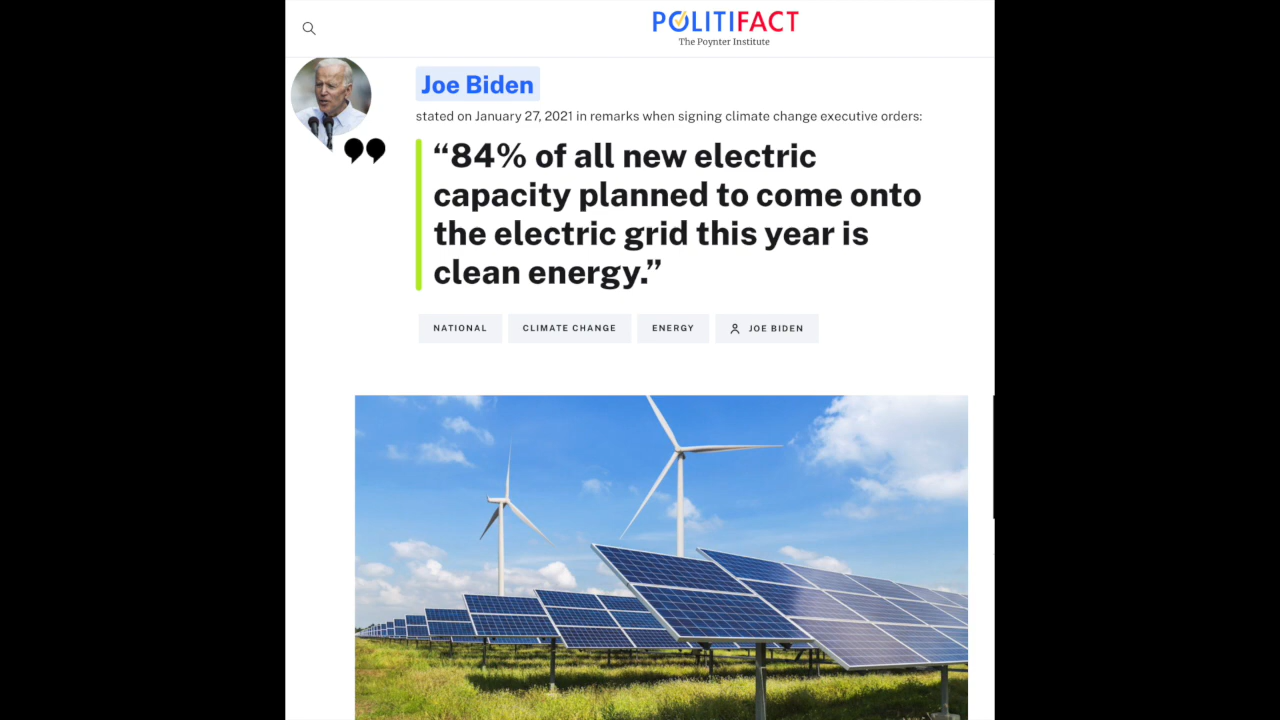 POLITIFACT
The Poynter Institute
Joe Biden
stated on January 27, 2021 in remarks when signing climate change executive orders:
“84% of all new electric
capacity planned to come onto
the electric grid this year is
clean energy.”
NATIONAL CLIMATE CHANGE ENERGY JOE BIDEN